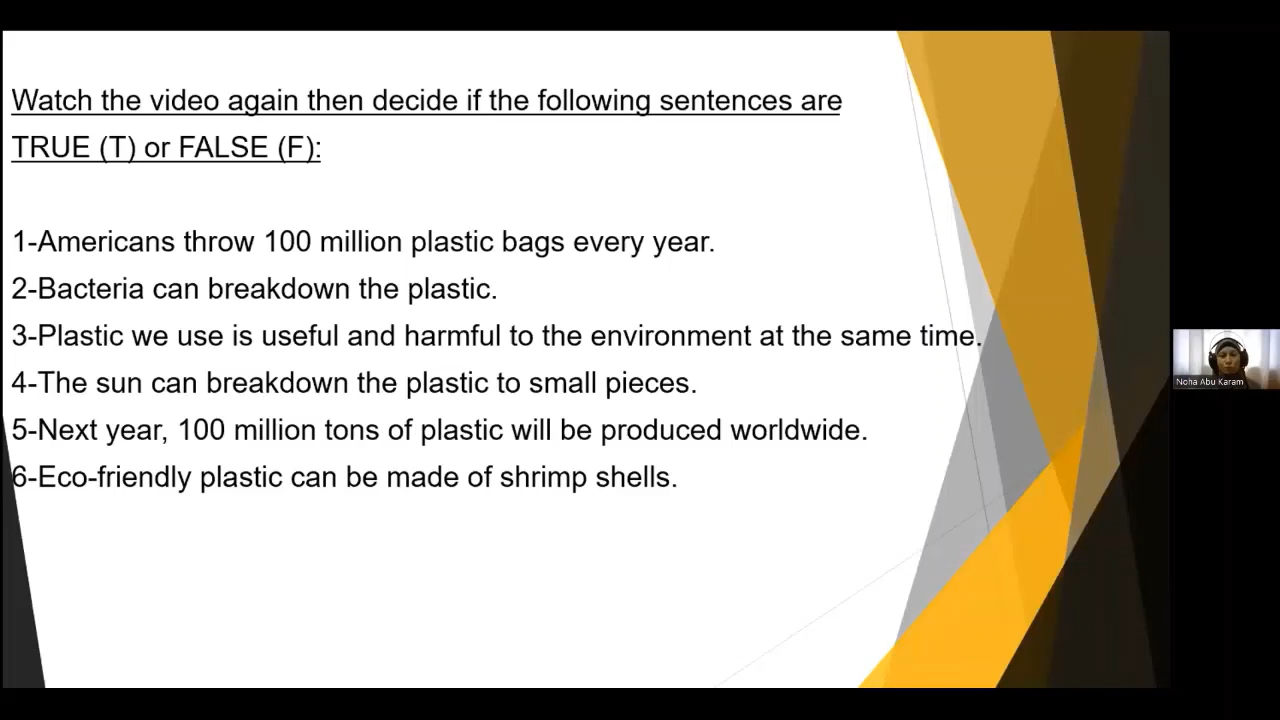 Watch the video again then decide if the following sentences are
TRUE (T) or FALSE (F):
1-Americans throw 100 million plastic bags every year.
2-Bacteria can breakdown the plastic.
3-Plastic we use is useful and harmful to the environment at the same time.
4-The sun can breakdown the plastic to small pieces.
5-Next year, 100 million tons of plastic will be produced worldwide.
6-Eco-friendly plastic can be made of shrimp shells.
Noha Abu Karam